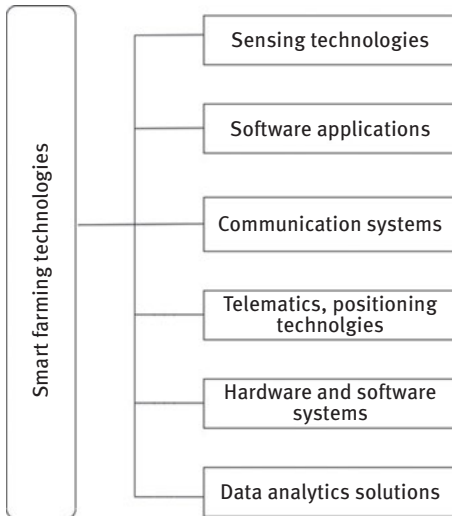 Smart farming technologies
Sensing technologies
Software applications
Communication systems
Telematics, positioning
technolgies
Hardware and software
systems
Data analytics solutions